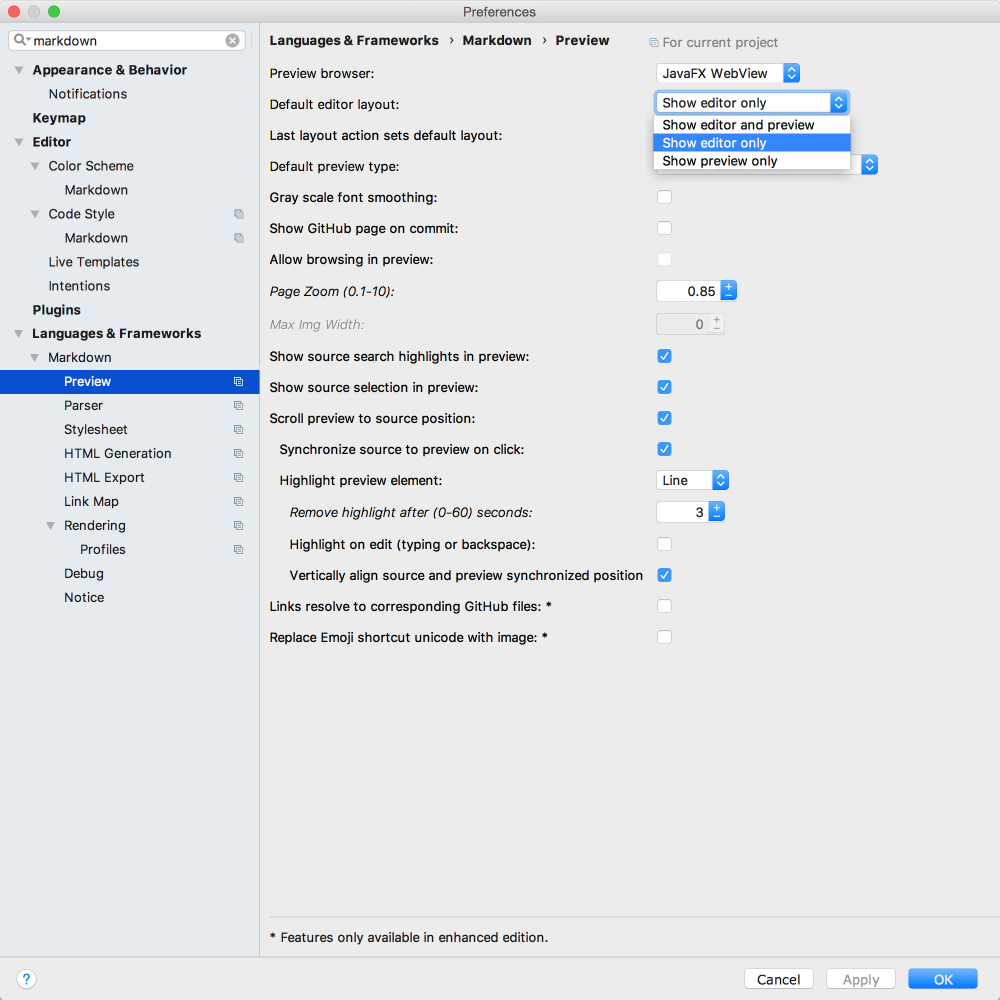 Preferences
markdown
Appearance & Behavior
Notifications
Keymap
Editor
Color Scheme
Markdown
Code Style
Markdown
Live Templates
Intentions
Plugins
Languages & Frameworks
Markdown
Preview
Parser
Stylesheet
HTML Generation
HTML Export
Link Map
Rendering
Profiles
Debug
Notice
?
Languages & Frameworks › Markdown › Preview For current project
Preview browser: JavaFX WebView
Default editor layout: Show editor only
Show editor and preview
Last layout action sets default layout: Show editor only
Default preview type: Show preview only
Gray scale font smoothing:
Show GitHub page on commit:
Allow browsing in preview:
Page Zoom (0.1-10): 0.85
Max Img Width: 0
Show source search highlights in preview:
Show source selection in preview:
Scroll preview to source position:
Synchronize source to preview on click:
Highlight preview element: Line
Remove highlight after (0-60) seconds: 3
Highlight on edit (typing or backspace):
Vertically align source and preview synchronized position
Links resolve to corresponding GitHub files: *
Replace Emoji shortcut unicode with image: *
* Features only available in enhanced edition.
Cancel Apply OK